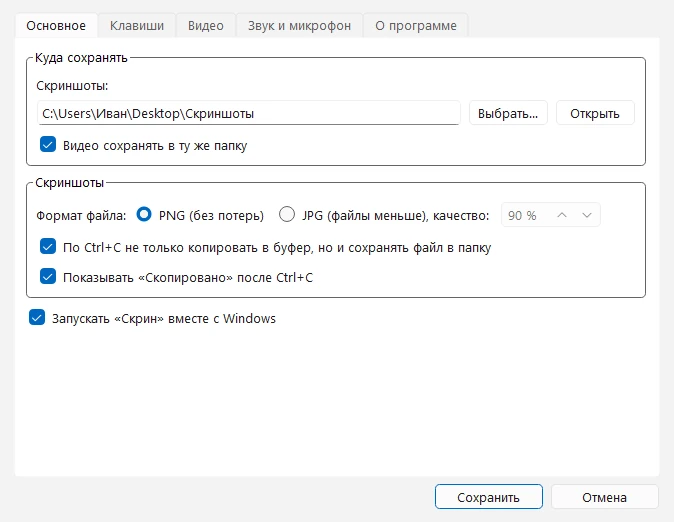 Основное Клавиши Видео Звук и микрофон О программе
Куда сохранять
Скриншоты:
C:\Users\Иван\Desktop\Скриншоты Выбрать... Открыть
Видео сохранять в ту же папку
Скриншоты
Формат файла: PNG (без потерь) JPG (файлы меньше), качество: 90 %
По Ctrl+C не только копировать в буфер, но и сохранять файл в папку
Показывать «Скопировано» после Ctrl+C
Запускать «Скрин» вместе с Windows
Сохранить Отмена